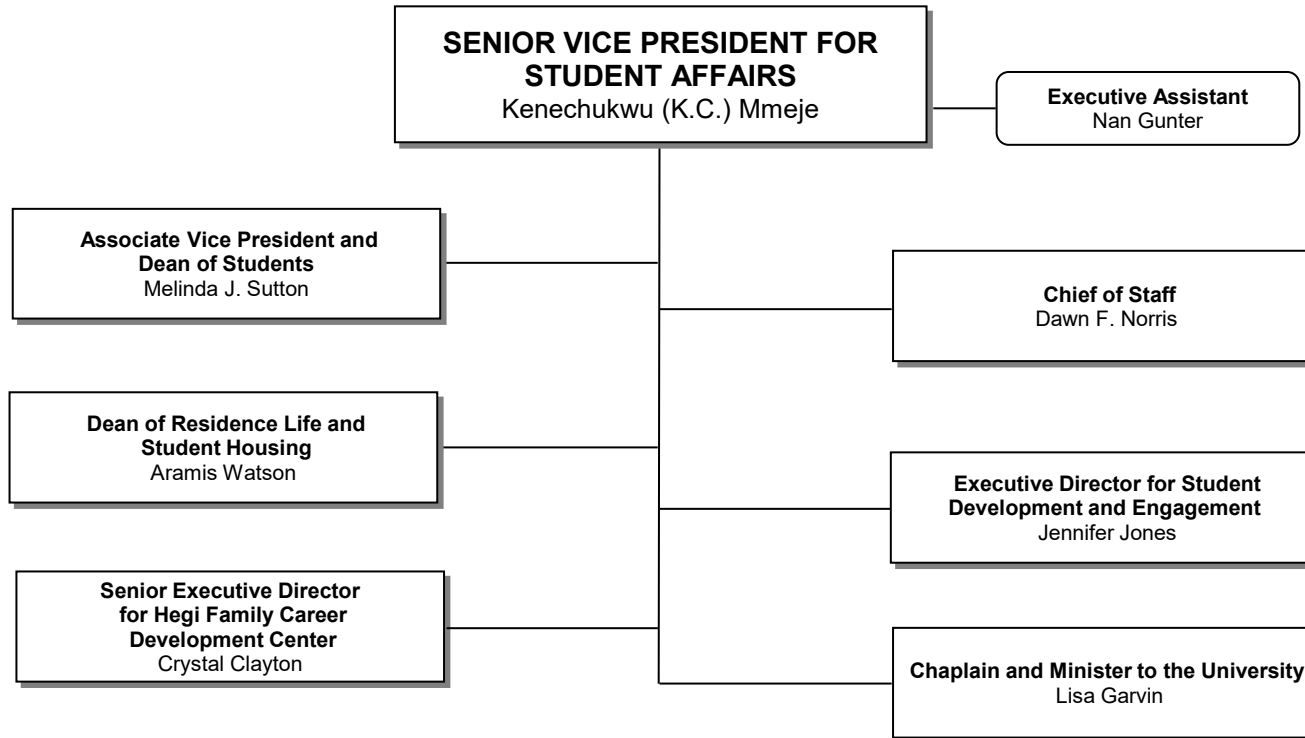 SENIOR VICE PRESIDENT FOR
STUDENT AFFAIRS
Kenechukwu (K.C.) Mmeje
Executive Assistant
Nan Gunter
Associate Vice President and
Dean of Students
Melinda J. Sutton
Chief of Staff
Dawn F. Norris
Dean of Residence Life and
Student Housing
Aramis Watson
Executive Director for Student
Development and Engagement
Jennifer Jones
Senior Executive Director
for Hegi Family Career
Development Center
Crystal Clayton
Chaplain and Minister to the University
Lisa Garvin